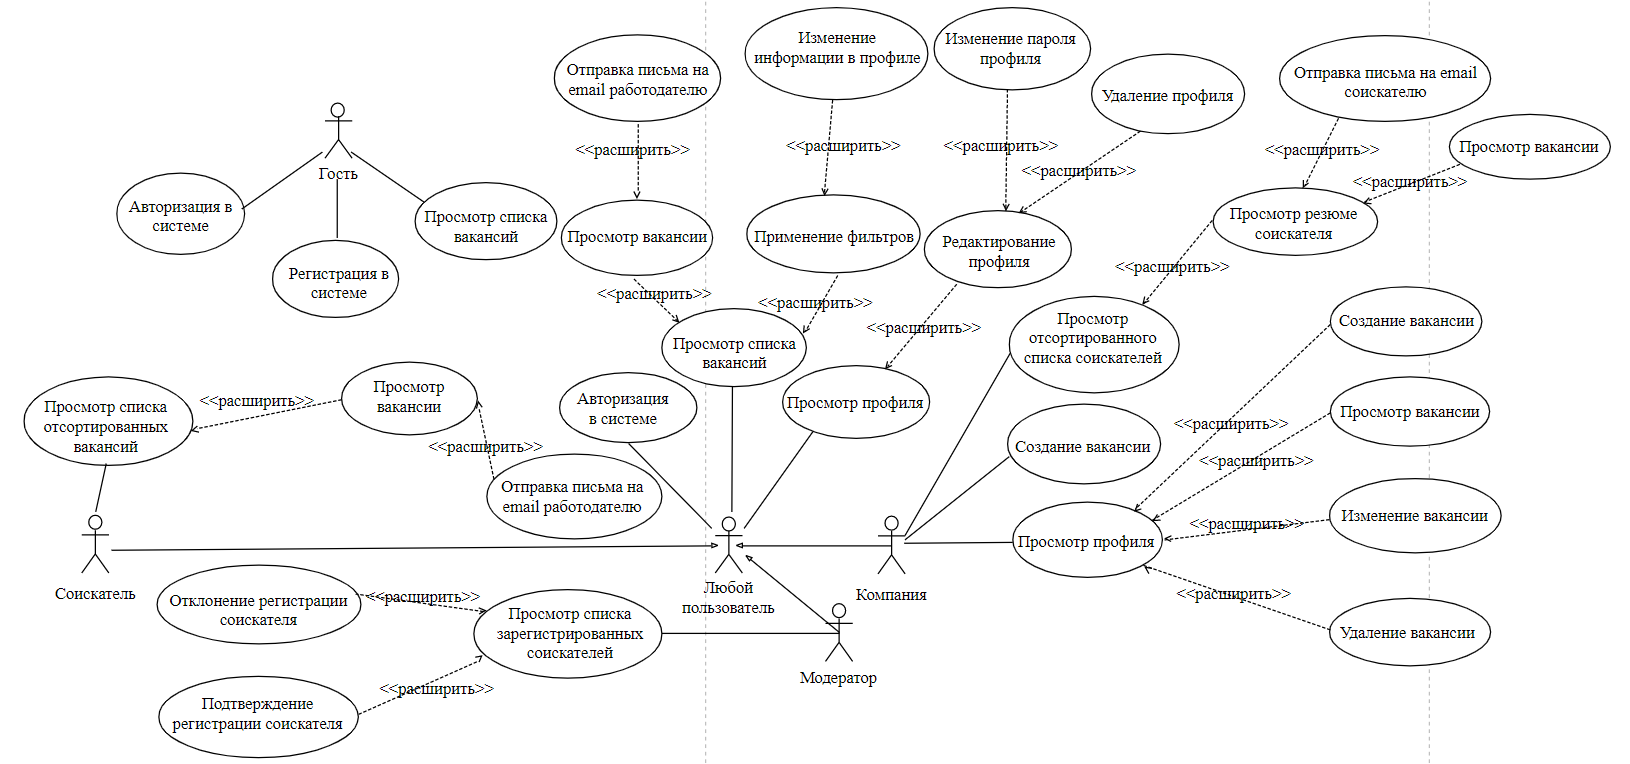 Изменение
информации в профиле
Изменение пароля
профиля
Отправка письма на
email работодателю
Удаление профиля
Отправка письма на email
соискателю
Просмотр вакансии
<<расширить>>
<<расширить>>
<<расширить>>
<<расширить>>
<<расширить>>
<<расширить>>
Гость
Авторизация в
системе
Просмотр списка
вакансий
Регистрация в
системе
Просмотр вакансии
Применение фильтров
Редактирование
профиля
Просмотр резюме
соискателя
<<расширить>>
<<расширить>>
<<расширить>>
<<расширить>>
Просмотр списка
вакансий
Просмотр
отсортированного
списка соискателей
Создание вакансии
Просмотр списка
отсортированных
вакансий
<<расширить>>
Просмотр
вакансии
Авторизация
в системе
Просмотр профиля
Просмотр вакансии
<<расширить>>
<<расширить>>
<<расширить>>
Создание вакансии
Отправка письма на
email работодателю
Просмотр профиля
<<расширить>>
Изменение вакансии
Соискатель
Любой
пользователь
Компания
<<расширить>>
Отклонение регистрации
соискателя
<<расширить>>
Просмотр списка
зарегистрированных
соискателей
Удаление вакансии
Модератор
<<расширить>>
Подтверждение
регистрации соискателя